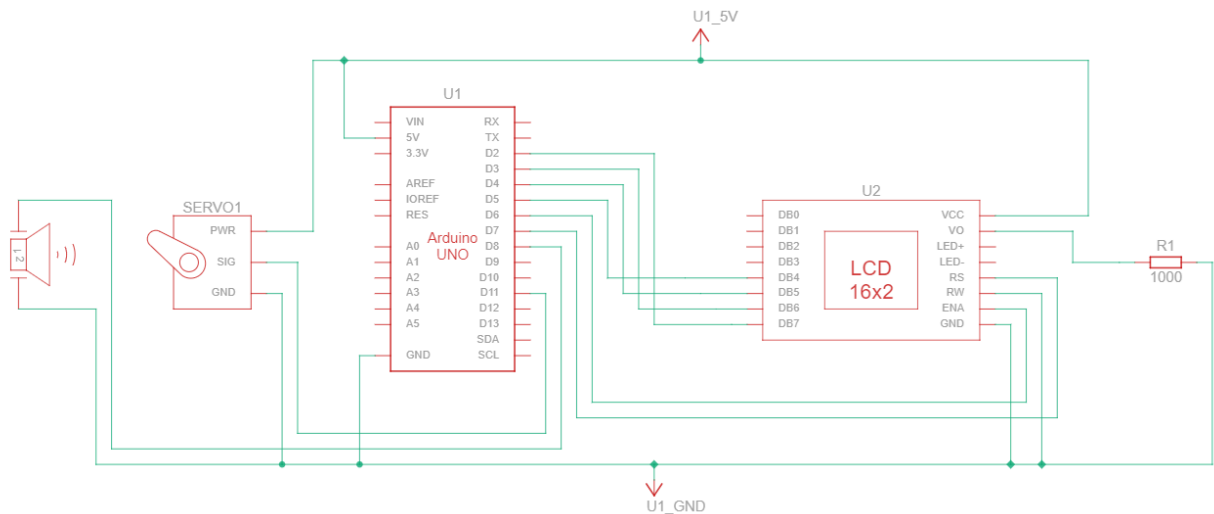 U1_5V
U1
VIN RX
5V TX
3.3V D2
D3
AREF D4
IOREF D5
RES D6
Arduino D7
UNO D8
A0
A1 D9
A2 D10
A3 D11
A4 D12
A5 D13
SDA
GND SCL
SERVO1
PWR
SIG
GND
L2
U2
DB0 VCC
DB1 VO
DB2 LED+
DB3 LED-
DB4 RS
DB5 RW
DB6 ENA
DB7 GND
LCD
16x2
R1
1000
U1_GND